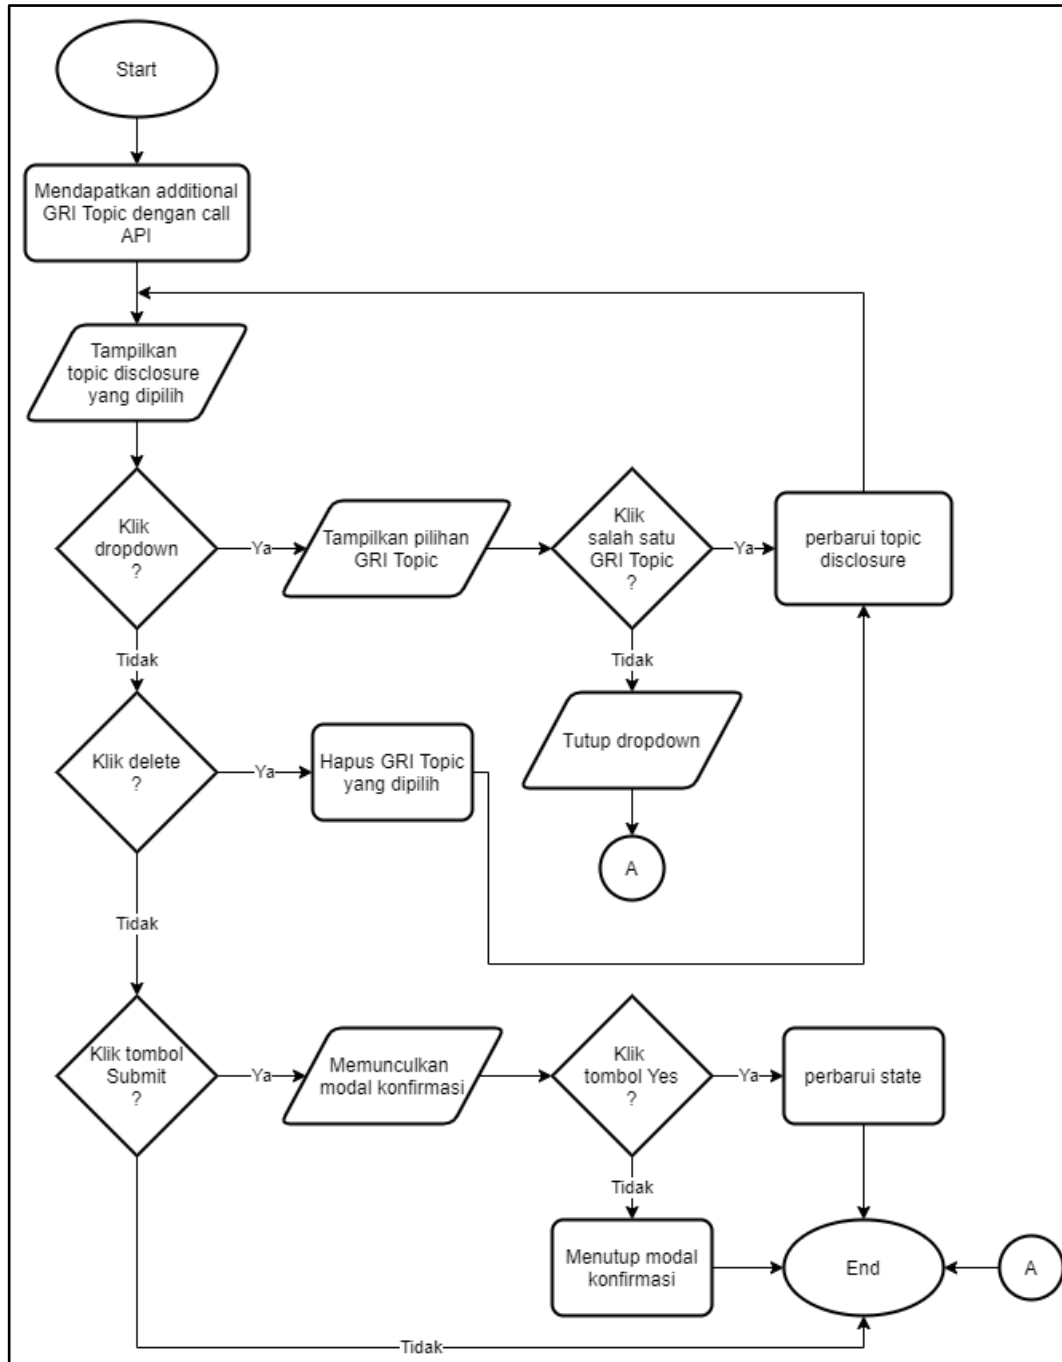 Start
Mendapatkan additional
GRI Topic dengan call
API
Tampilkan
topic disclosure
yang dipilih
Klik
dropdown
?
Ya
Tampilkan pilihan
GRI Topic
Klik
salah satu
GRI Topic
?
Ya
perbarui topic
disclosure
Tidak
Tidak
Klik delete
?
Ya
Hapus GRI Topic
yang dipilih
Tutup dropdown
A
Tidak
Klik tombol
Submit
?
Ya
Memunculkan
modal konfirmasi
Klik
tombol Yes
?
Ya
perbarui state
Tidak
Menutup modal
konfirmasi
End
A
Tidak